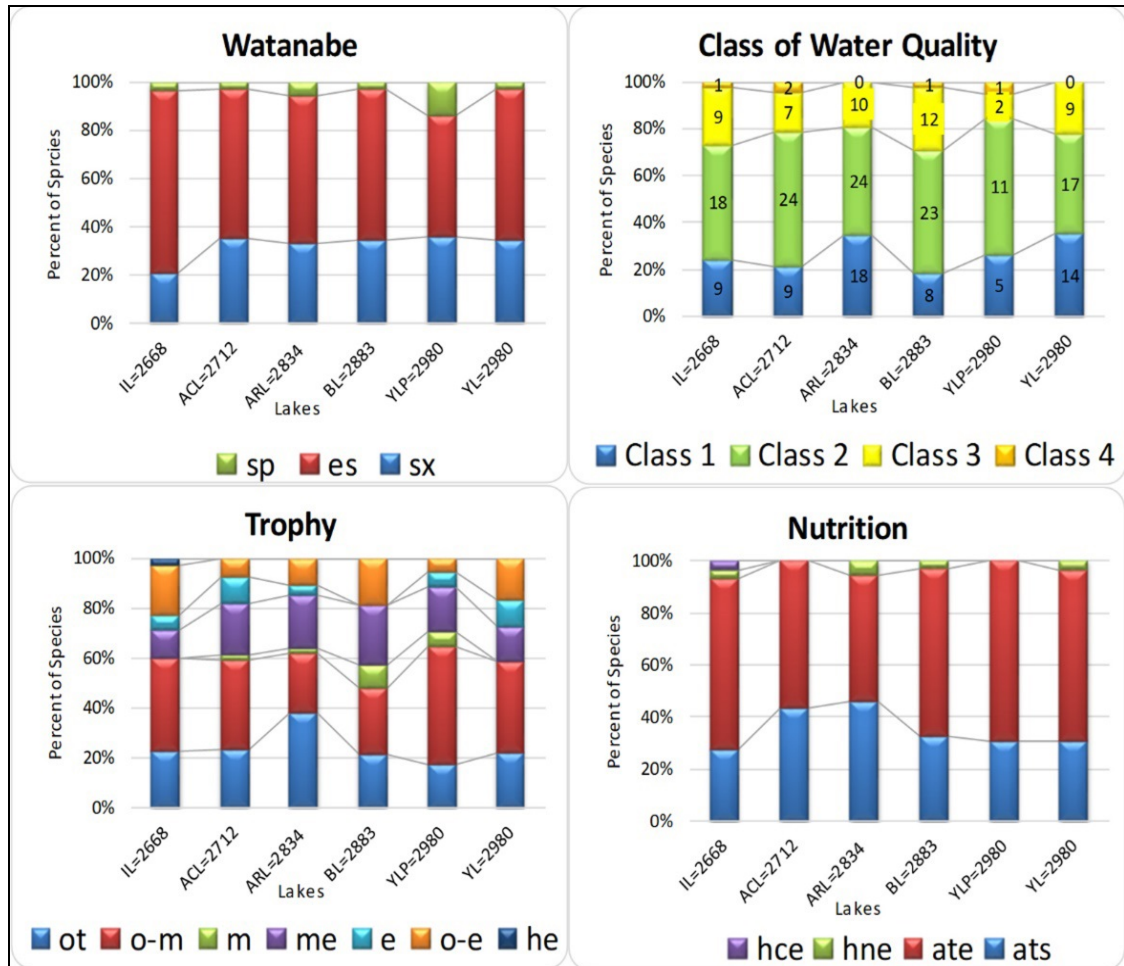 Watanabe
Percent of Sprcies
100%
80%
60%
40%
20%
0%
IL=2668
ACL=2712
ARL=2834
BL=2883
YLP=2980
YL=2980
Lakes
sp es sx
Class of Water Quality
Percent of Species
100%
80%
60%
40%
20%
0%
1 2 0 1 1 0
9 7 10 12 2 9
18 24 24 23 11 17
9 9 18 8 5 14
IL=2668
ACL=2712
ARL=2834
BL=2883
YLP=2980
YL=2980
Lakes
Class 1 Class 2 Class 3 Class 4
Trophy
Percent of Species
100%
80%
60%
40%
20%
0%
IL=2668
ACL=2712
ARL=2834
BL=2883
YLP=2980
YL=2980
Lakes
ot o-m m me e o-e he
Nutrition
Percent of Species
100%
80%
60%
40%
20%
0%
IL=2668
ACL=2712
ARL=2834
BL=2883
YLP=2980
YL=2980
Lakes
hce hne ate ats